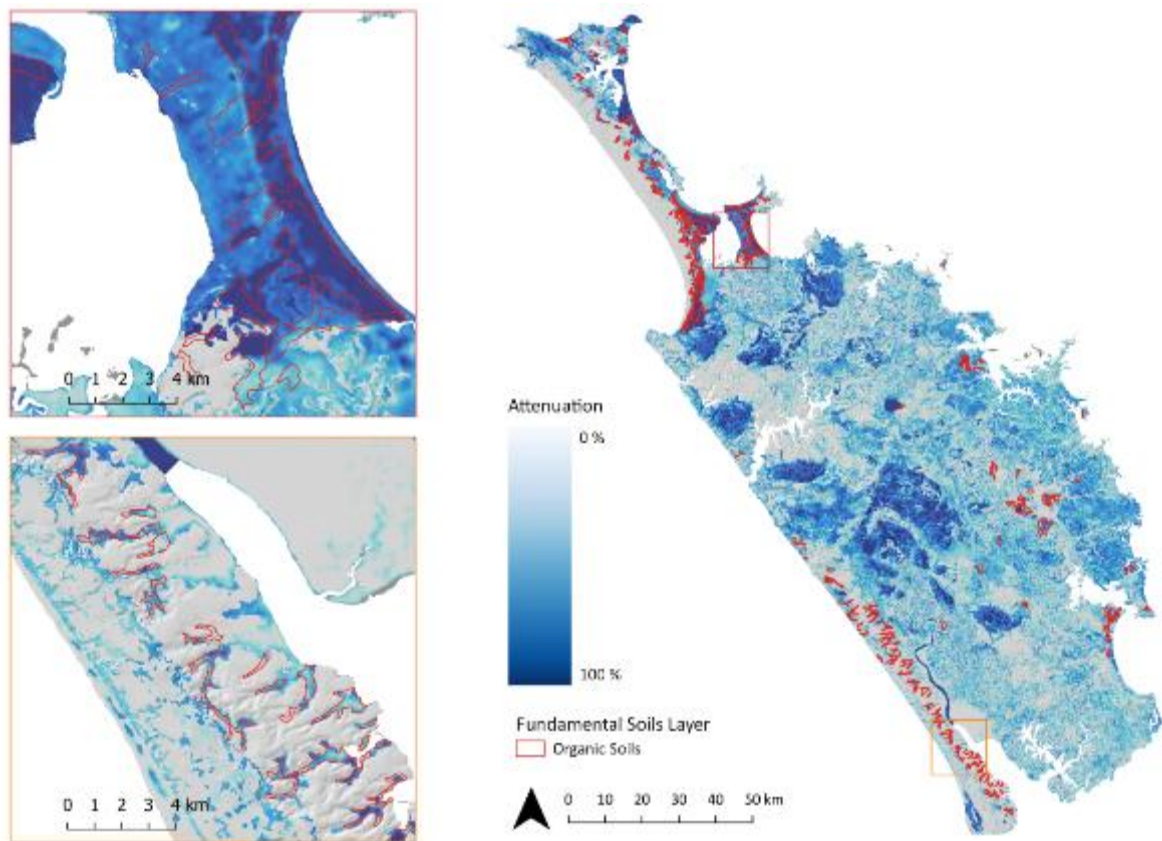 0 1 2 3 4 km
0 1 2 3 4 km
Attenuation
0 %
100 %
Fundamental Soils Layer
Organic Soils
0 10 20 30 40 50 km